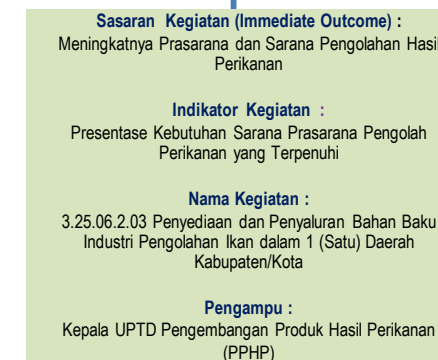 Sasaran Kegiatan (Immediate Outcome) :
Meningkatnya Prasarana dan Sarana Pengolahan Hasil
Perikanan
Indikator Kegiatan :
Presentase Kebutuhan Sarana Prasarana Pengolah
Perikanan yang Terpenuhi
Nama Kegiatan :
3.25.06.2.03 Penyediaan dan Penyaluran Bahan Baku
Industri Pengolahan Ikan dalam 1 (Satu) Daerah
Kabupaten/Kota
Pengampu :
Kepala UPTD Pengembangan Produk Hasil Perikanan
(PPHP)